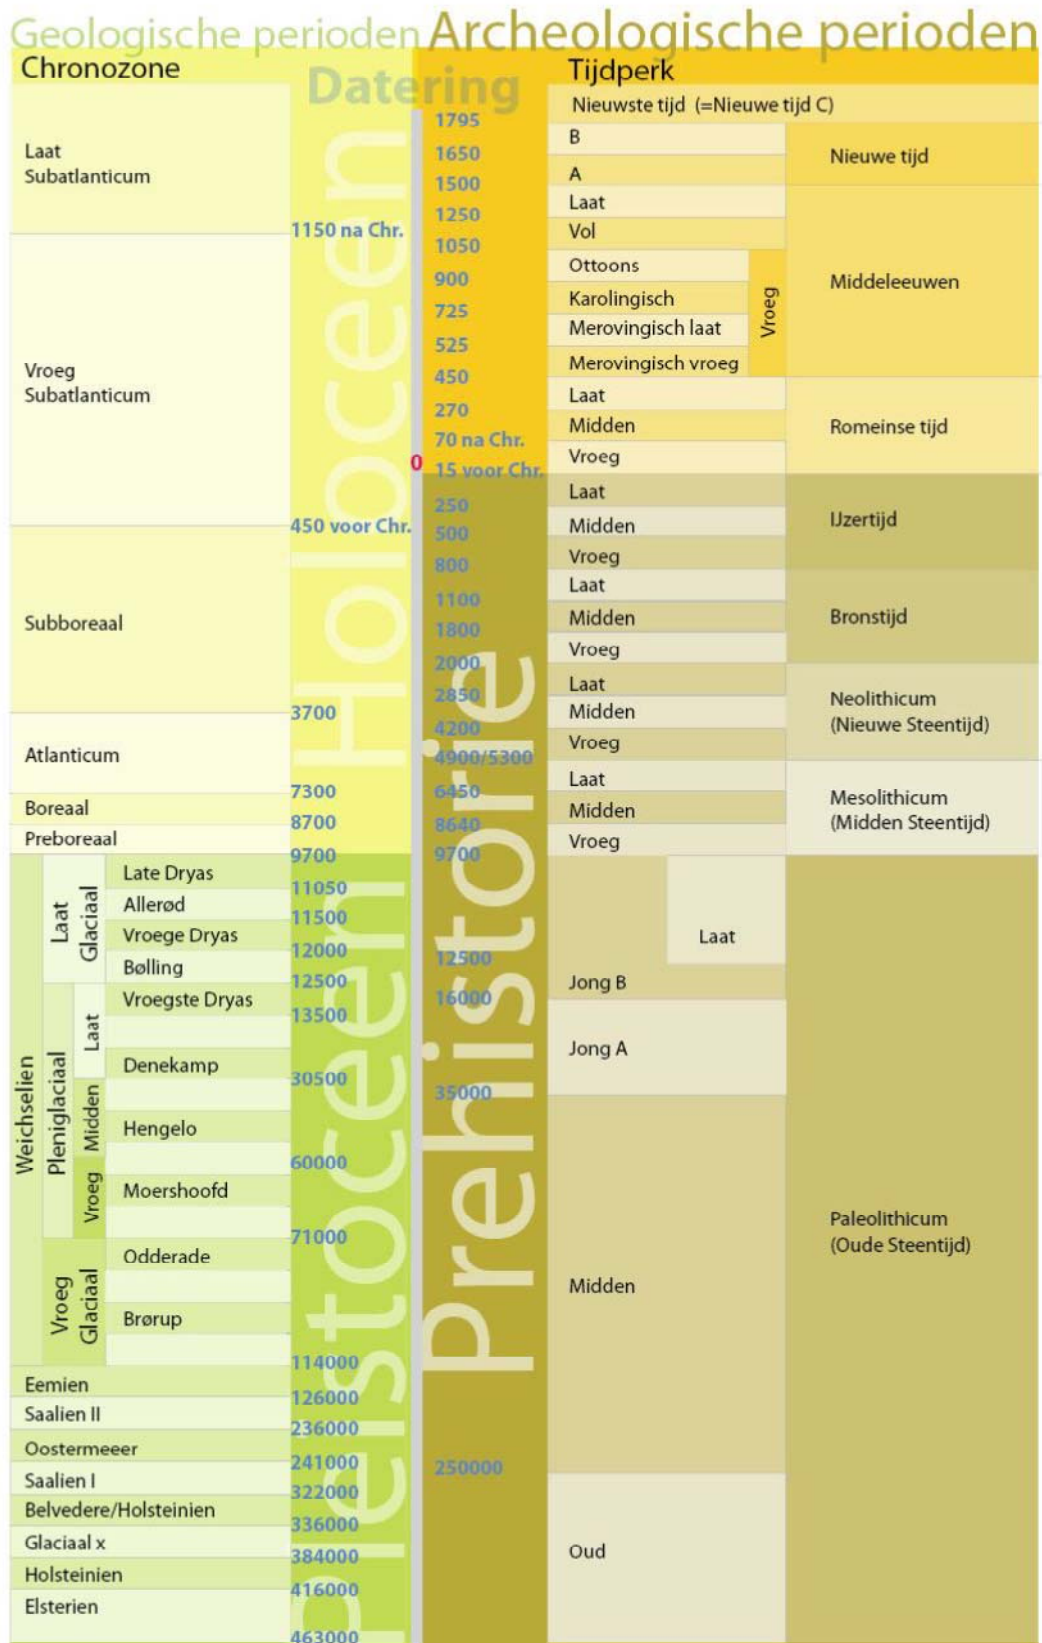 Geologische perioden Archeologische perioden
Chronozone
Datering
Tijdperk
Laat
Subatlanticum
1150 na Chr.
Vroeg
Subatlanticum
450 voor Chr.
Subboreaal
3700
Atlanticum
7300
Boreaal
8700
Preboreaal
9700
Weichselien
Laat
Glaciaal
Late Dryas
11050
Allerød
11500
Vroege Dryas
12000
Bølling
12500
Pleniglaciaal
Laat
Vroegste Dryas
13500
Denekamp
30500
Midden
Hengelo
60000
Vroeg
Moershoofd
71000
Vroeg
Glaciaal
Odderade
Brørup
114000
Eemien
126000
Saalien II
236000
Oostermeeer
241000
Saalien I
322000
Belvedere/Holsteinien
336000
Glaciaal x
384000
Holsteinien
416000
Elsterien
463000
Holoceen
Pleistoceen
Prehistorie
0
1795
1650
1500
1250
1050
900
725
525
450
270
70 na Chr.
15 voor Chr.
250
500
800
1100
1800
2000
2850
4200
4900/5300
6450
8640
9700
12500
16000
35000
250000
Nieuwste tijd (=Nieuwe tijd C)
B
A
Nieuwe tijd
Laat
Vol
Ottoons
Karolingisch
Merovingisch laat
Merovingisch vroeg
Vroeg
Middeleeuwen
Laat
Midden
Vroeg
Romeinse tijd
Laat
Midden
Vroeg
IJzertijd
Laat
Midden
Vroeg
Bronstijd
Laat
Midden
Vroeg
Neolithicum
(Nieuwe Steentijd)
Laat
Midden
Vroeg
Mesolithicum
(Midden Steentijd)
Laat
Jong B
Jong A
Midden
Oud
Paleolithicum
(Oude Steentijd)